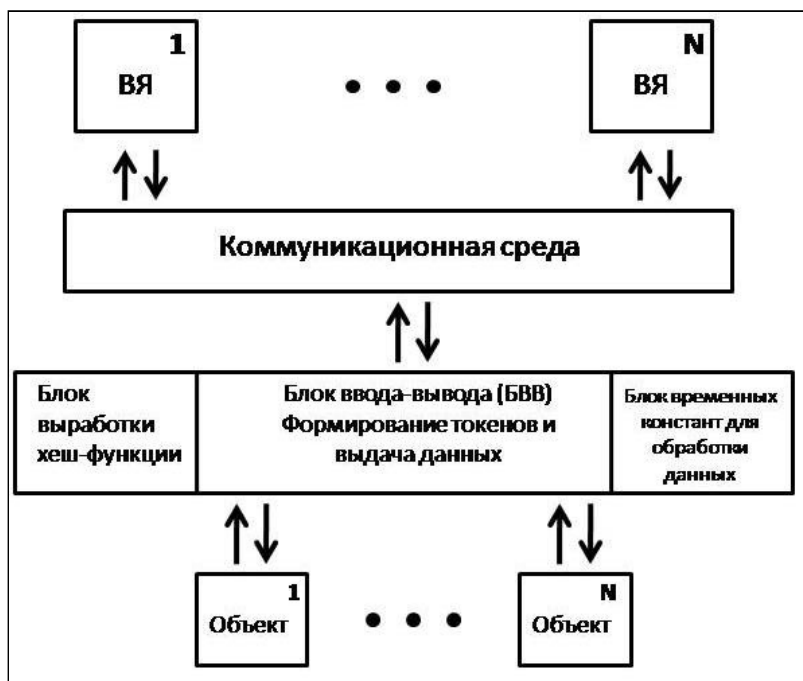 1
ВЯ
N
ВЯ
Коммуникационная среда
Блок
выработки
хеш-функции
Блок ввода-вывода (БВВ)
Формирование токенов и
выдача данных
Блок временных
констант для
обработки
данных
1
Объект
N
Объект